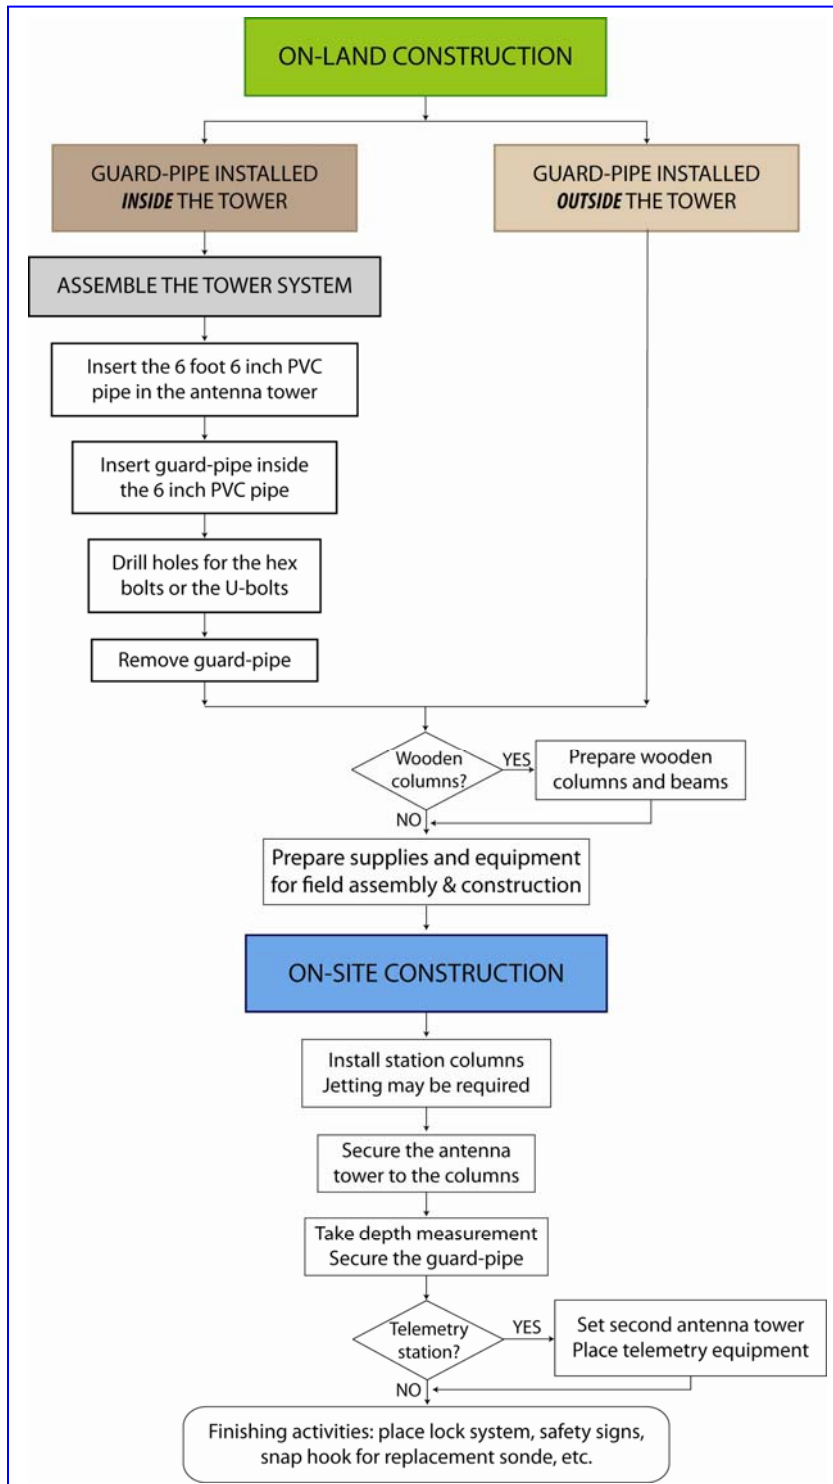 ON-LAND CONSTRUCTION
GUARD-PIPE INSTALLED
INSIDE THE TOWER
GUARD-PIPE INSTALLED
OUTSIDE THE TOWER
ASSEMBLE THE TOWER SYSTEM
Insert the 6 foot 6 inch PVC
pipe in the antenna tower
Insert guard-pipe inside
the 6 inch PVC pipe
Drill holes for the hex
bolts or the U-bolts
Remove guard-pipe
Wooden
columns?
YES
Prepare wooden
columns and beams
NO
Prepare supplies and equipment
for field assembly & construction
ON-SITE CONSTRUCTION
Install station columns
Jetting may be required
Secure the antenna
tower to the columns
Take depth measurement
Secure the guard-pipe
Telemetry
station?
YES
Set second antenna tower
Place telemetry equipment
NO
Finishing activities: place lock system, safety signs,
snap hook for replacement sonde, etc.